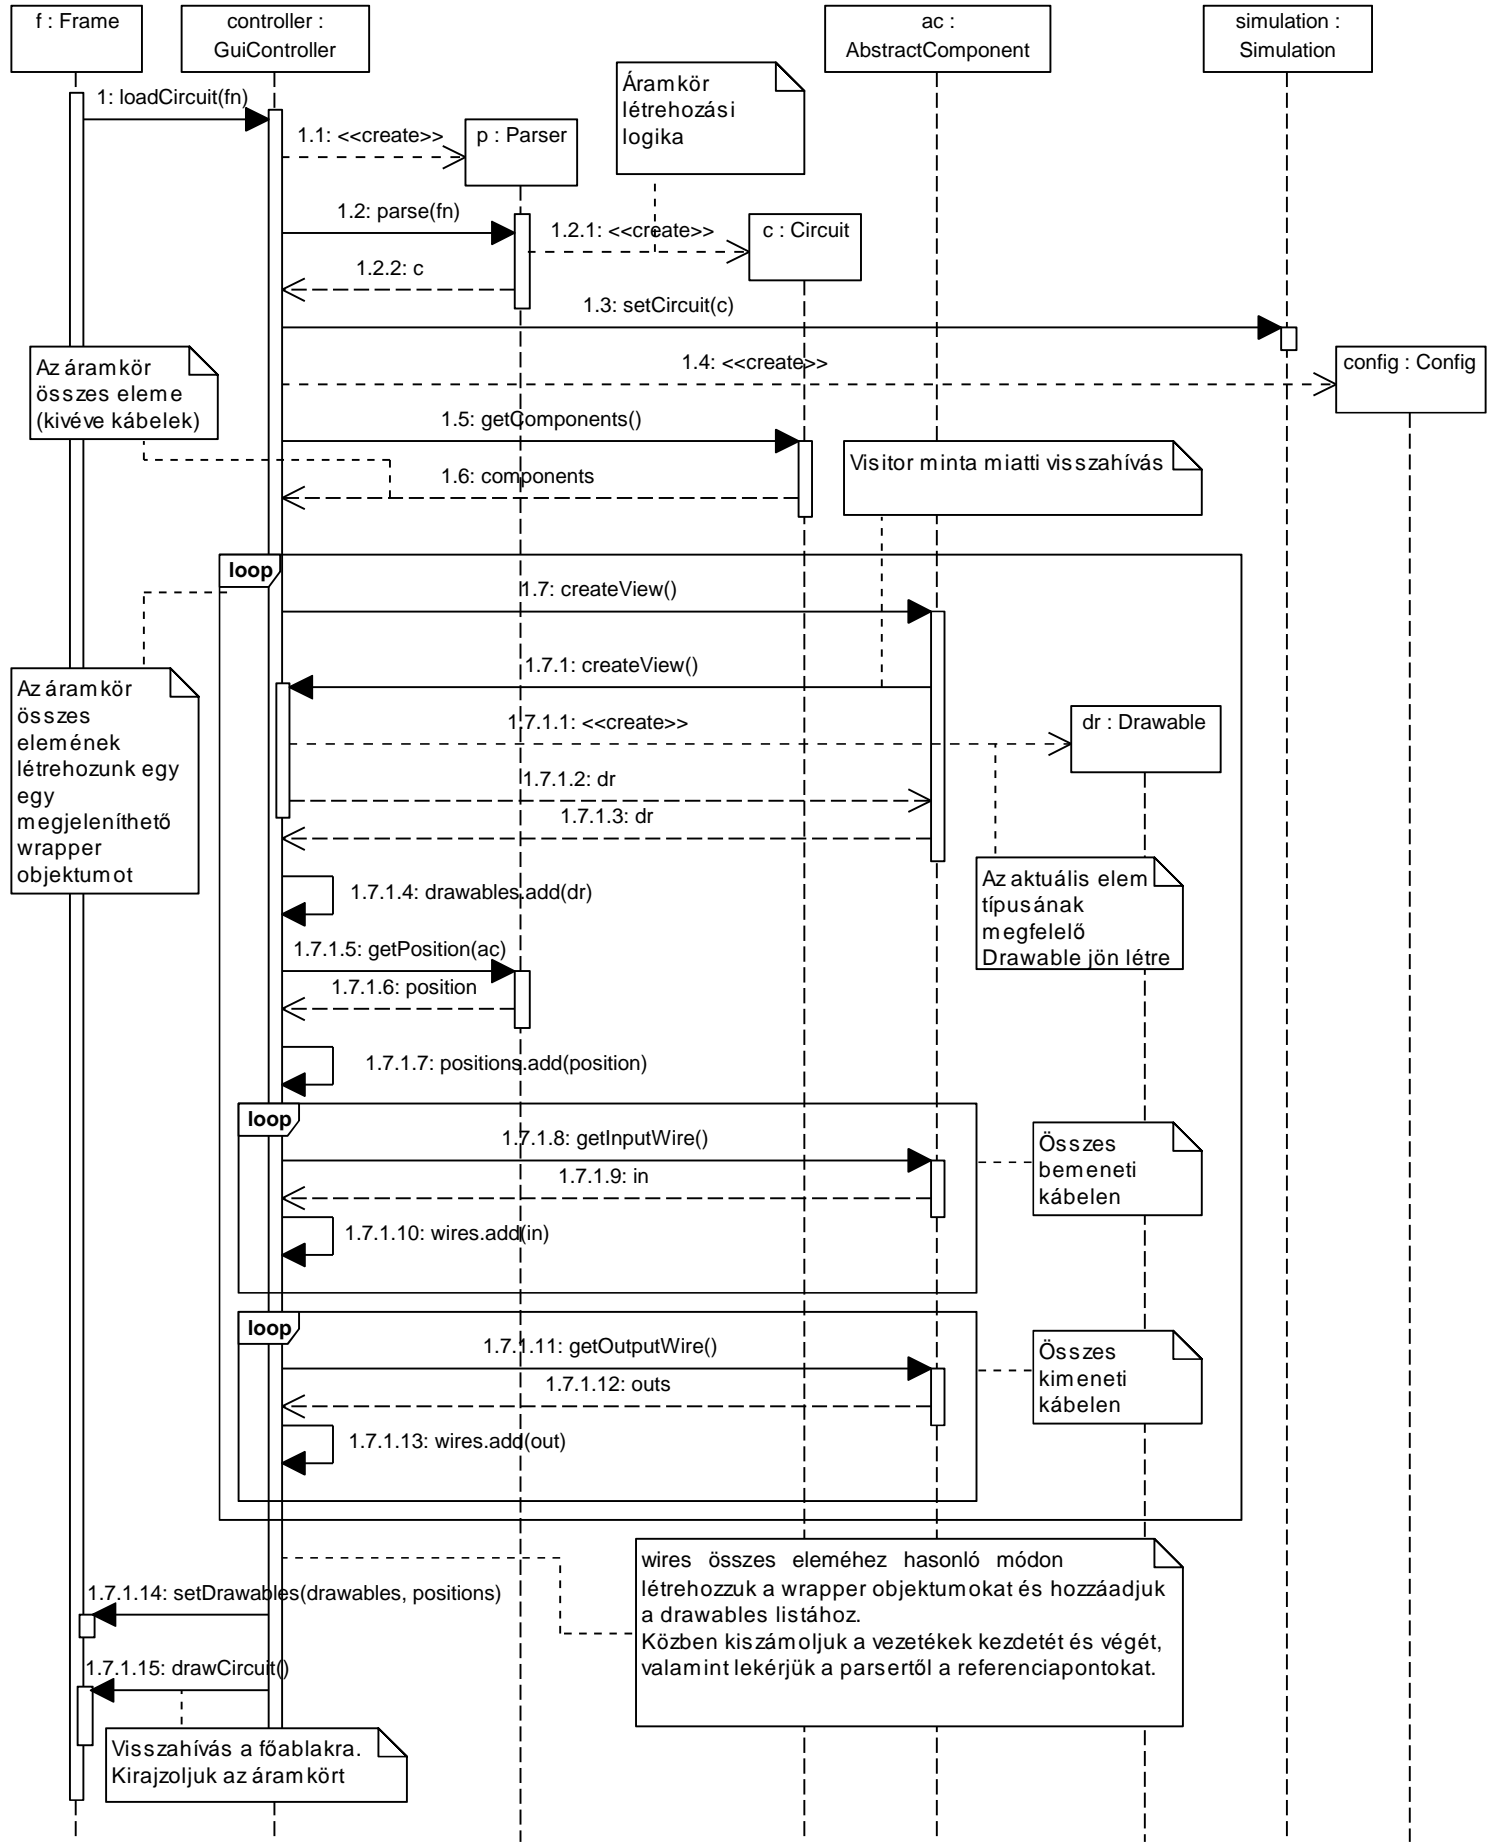 f : Frame
controller :
GuiController
ac :
AbstractComponent
simulation :
Simulation
1: loadCircuit(fn)
Áramkör
létrehozási
logika
1.1: <<create>>
p : Parser
1.2: parse(fn)
1.2.1: <<create>>
c : Circuit
1.2.2: c
1.3: setCircuit(c)
Az áramkör
összes eleme
(kivéve kábelek)
1.4: <<create>>
config : Config
1.5: getComponents()
Visitor minta miatti visszahívás
1.6: components
loop
1.7: createView()
1.7.1: createView()
Az áramkör
összes
elemének
létrehozunk egy
egy
megjeleníthető
wrapper
objektumot
1.7.1.1: <<create>>
dr : Drawable
1.7.1.2: dr
1.7.1.3: dr
Az aktuális elem
típusának
megfelelő
Drawable jön létre
1.7.1.4: drawables.add(dr)
1.7.1.5: getPosition(ac)
1.7.1.6: position
1.7.1.7: positions.add(position)
loop
1.7.1.8: getInputWire()
Összes
bemeneti
kábelen
1.7.1.9: in
1.7.1.10: wires.add(in)
loop
1.7.1.11: getOutputWire()
Összes
kimeneti
kábelen
1.7.1.12: outs
1.7.1.13: wires.add(out)
wires összes eleméhez hasonló módon
létrehozzuk a wrapper objektumokat és hozzáadjuk
a drawables listához.
Közben kiszámoljuk a vezetékek kezdetét és végét,
valamint lekérjük a parsertől a referenciapontokat.
1.7.1.14: setDrawables(drawables, positions)
1.7.1.15: drawCircuit()
Visszahívás a főablakra.
Kirajzoljuk az áramkört